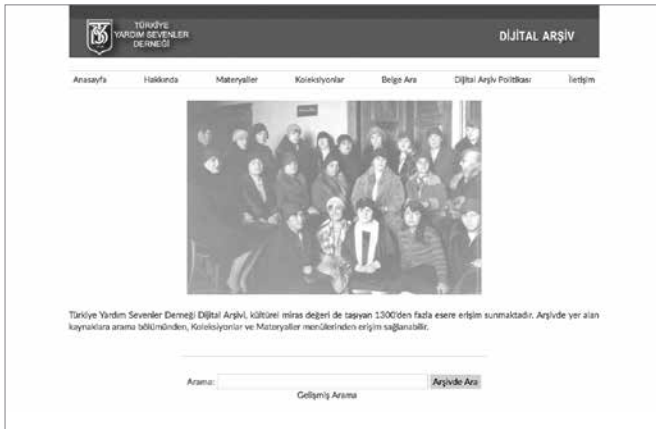 TÜRKİYE
YARDIM SEVENLER
DERNEĞİ
DİJİTAL ARŞİV
Anasayfa Hakkında Materyaller Koleksiyonlar Belge Ara Dijital Arşiv Politikası İletişim
Türkiye Yardım Sevenler Derneği Dijital Arşivi, kültürel miras değeri de taşıyan 1300'den fazla esere erişim sunmaktadır. Arşivde yer alan
kaynaklara arama bölümünden, Koleksiyonlar ve Materyaller menülerinden erişim sağlanabilir.
Arama: Arşivde Ara
Gelişmiş Arama